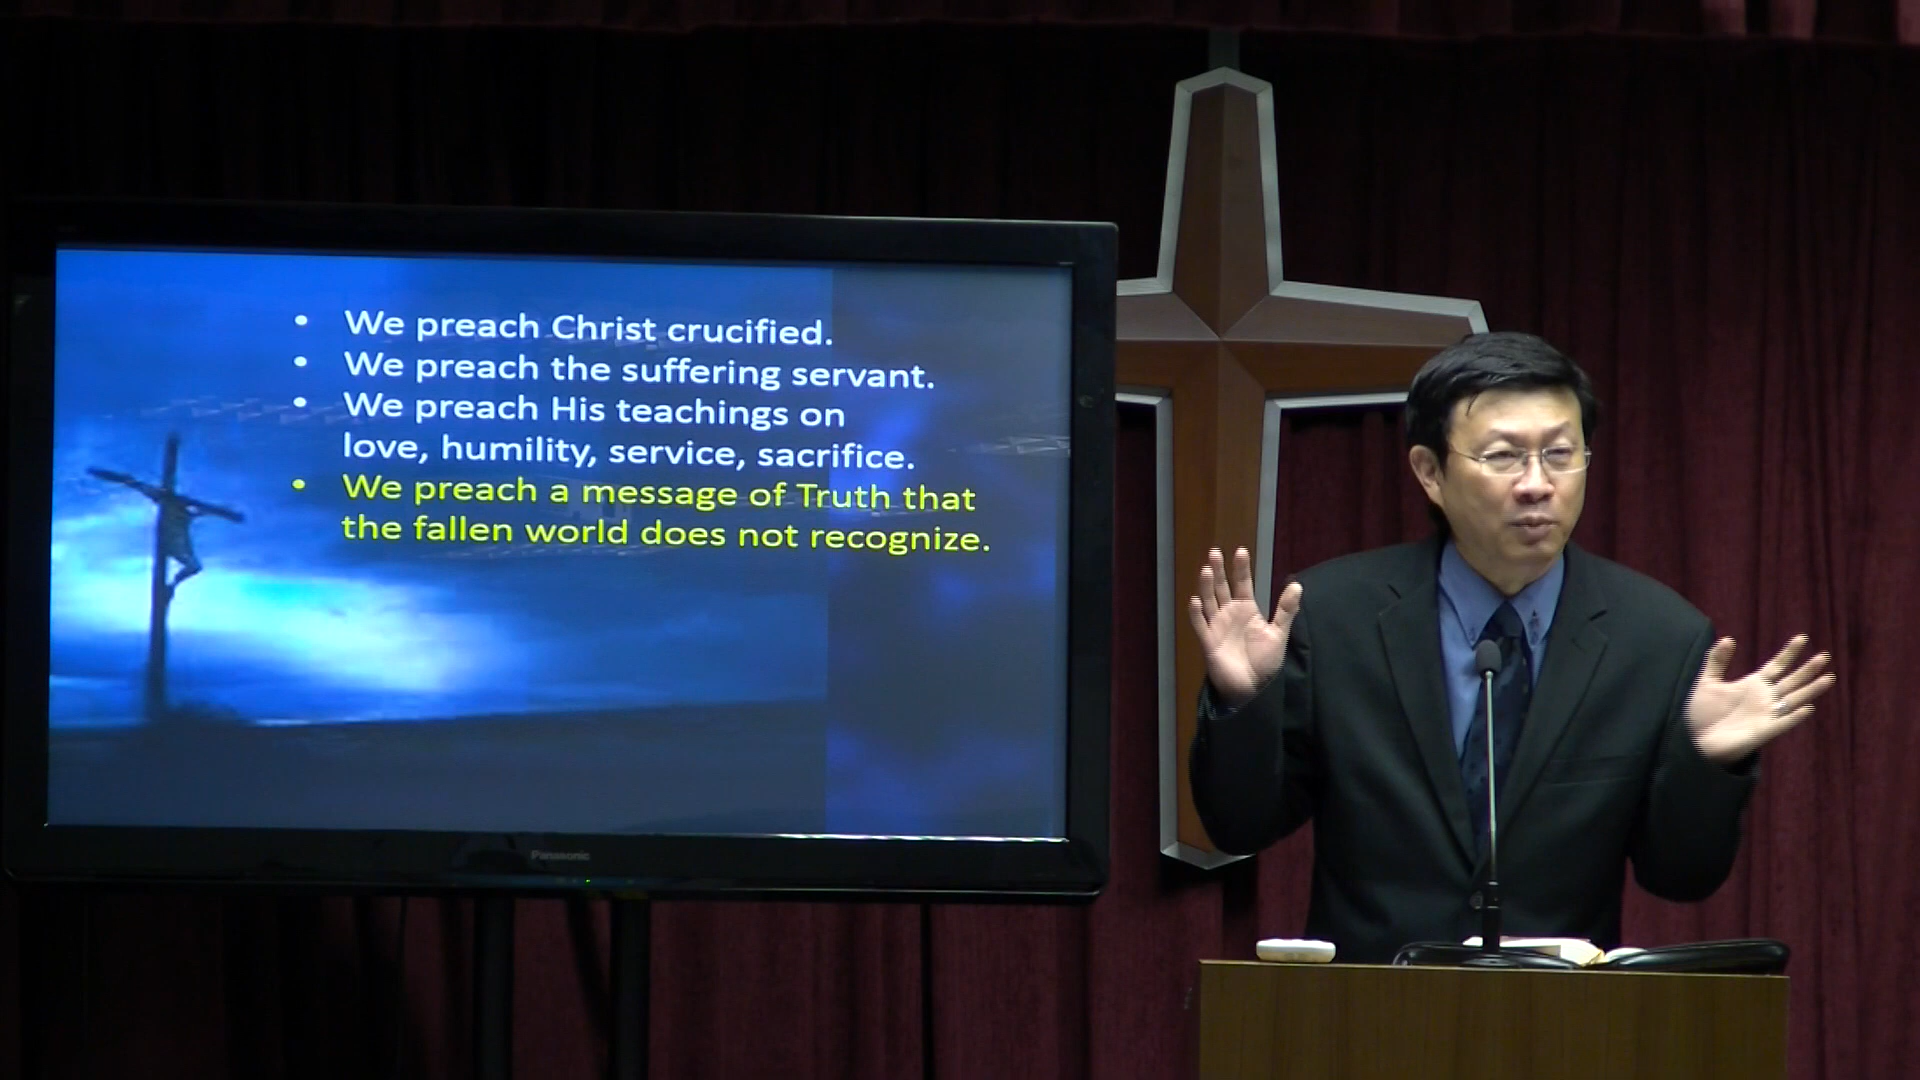 • We preach Christ crucified.
• We preach the suffering servant.
• We preach His teachings on
love, humility, service, sacrifice.
• We preach a message of Truth that
the fallen world does not recognize.
Panasonic